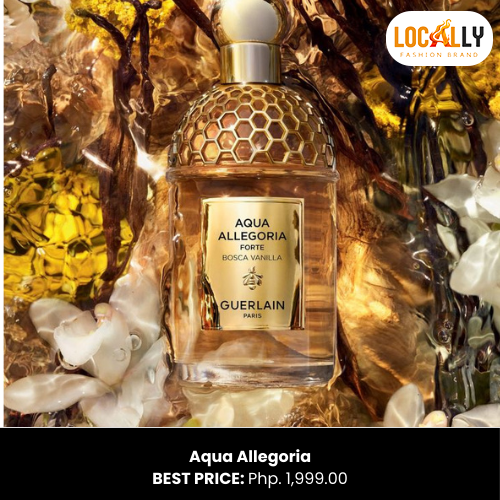 LOCALLY
FASHION BRAND
AQUA
ALLEGORIA
FORTE
BOSCA VANILLA
GUERLAIN
PARIS
Aqua Allegoria
BEST PRICE: Php. 1,999.00